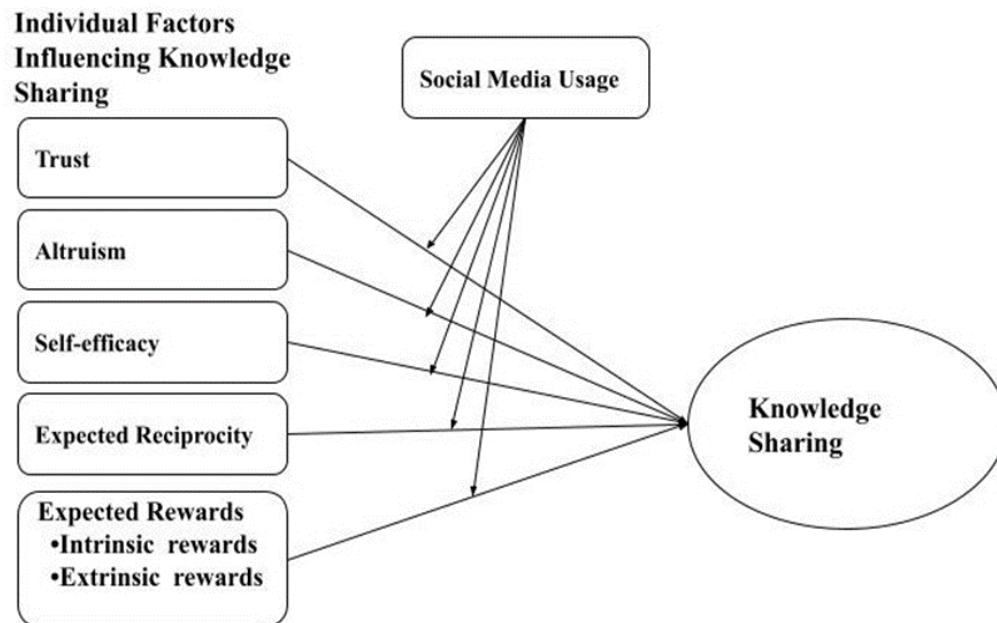 Individual Factors
Influencing Knowledge
Sharing
Social Media Usage
Trust
Altruism
Self-efficacy
Expected Reciprocity
Expected Rewards
•Intrinsic rewards
•Extrinsic rewards
Knowledge
Sharing